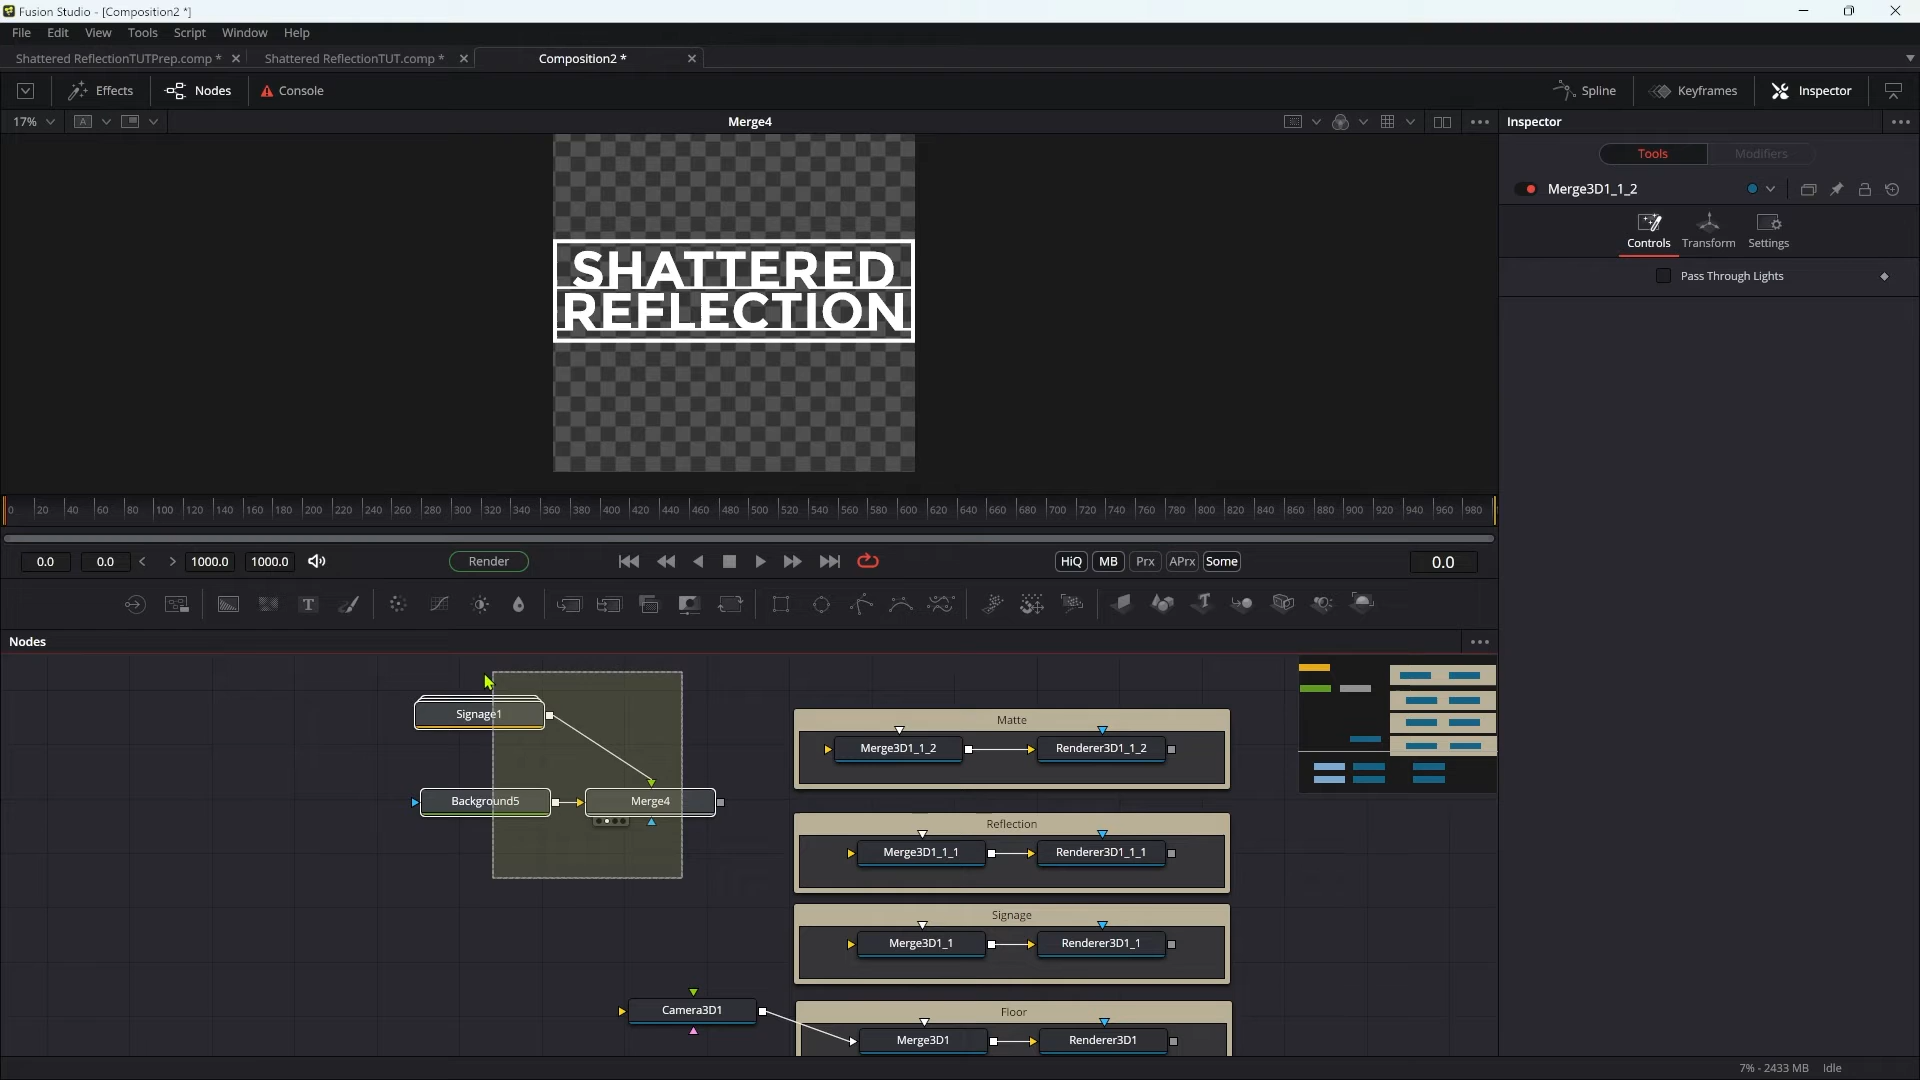 Fusion Studio - [Composition2 *]
File Edit View Tools Script Window Help
Shattered ReflectionTUTPrep.comp * Shattered ReflectionTUT.comp * Composition2 *
Effects Nodes Console Spline Keyframes Inspector
17% A Merge4 Inspector
Tools Modifiers
Merge3D1_1_2
Controls Transform Settings
Pass Through Lights
SHATTERED
REFLECTION
0 20 40 60 80 100 120 140 160 180 200 220 240 260 280 300 320 340 360 380 400 420 440 460 480 500 520 540 560 580 600 620 640 660 680 700 720 740 760 780 800 820 840 860 880 900 920 940 960 980
0.0 0.0 < > 1000.0 1000.0 Render HiQ MB Prx APrx Some 0.0
T
Nodes
Signage1
Matte
Merge3D1_1_2 Renderer3D1_1_2
Background5 Merge4
Reflection
Merge3D1_1_1 Renderer3D1_1_1
Signage
Merge3D1_1 Renderer3D1_1
Camera3D1
Floor
Merge3D1 Renderer3D1
7% - 2433 MB Idle